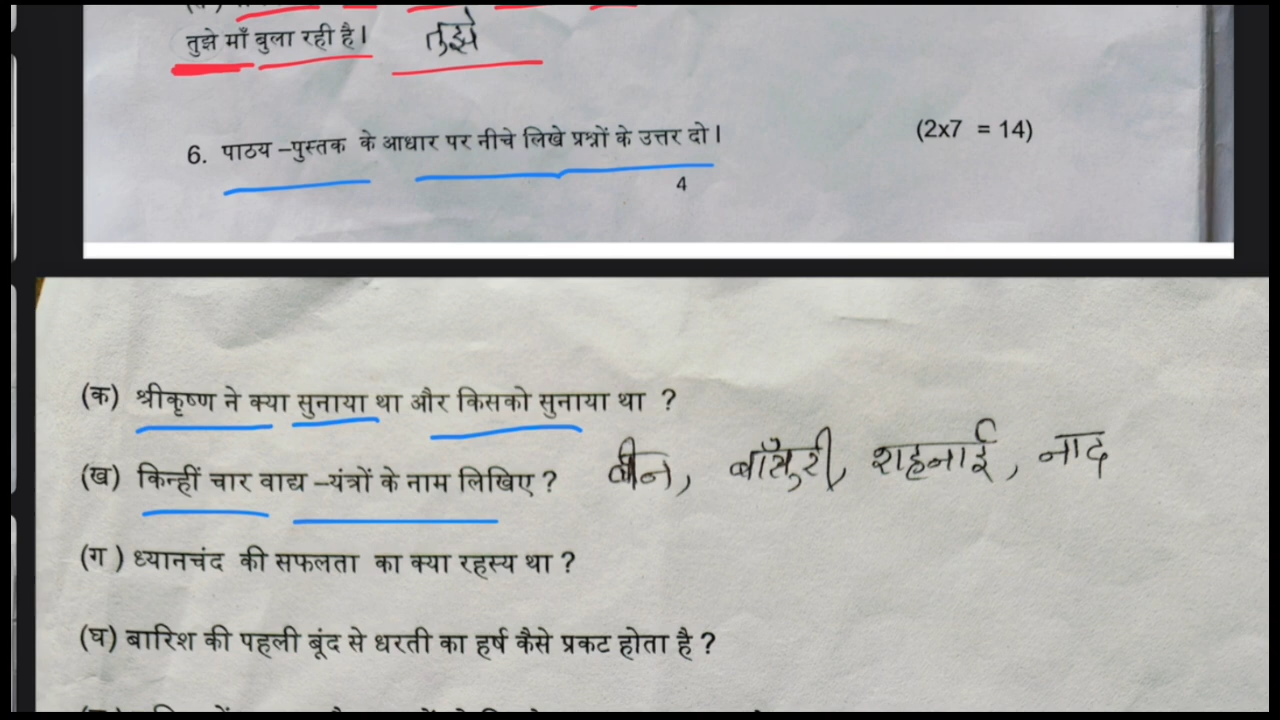 तुझे माँ बुला रही है। तुझे
6. पाठय –पुस्तक के आधार पर नीचे लिखे प्रश्नों के उत्तर दो। (2x7 = 14)
4
(क) श्रीकृष्ण ने क्या सुनाया था और किसको सुनाया था ?
(ख) किन्हीं चार वाद्य –यंत्रों के नाम लिखिए ? बीन, बाँसुरी, शहनाई, नाद
(ग ) ध्यानचंद की सफलता का क्या रहस्य था ?
(घ) बारिश की पहली बूंद से धरती का हर्ष कैसे प्रकट होता है ?